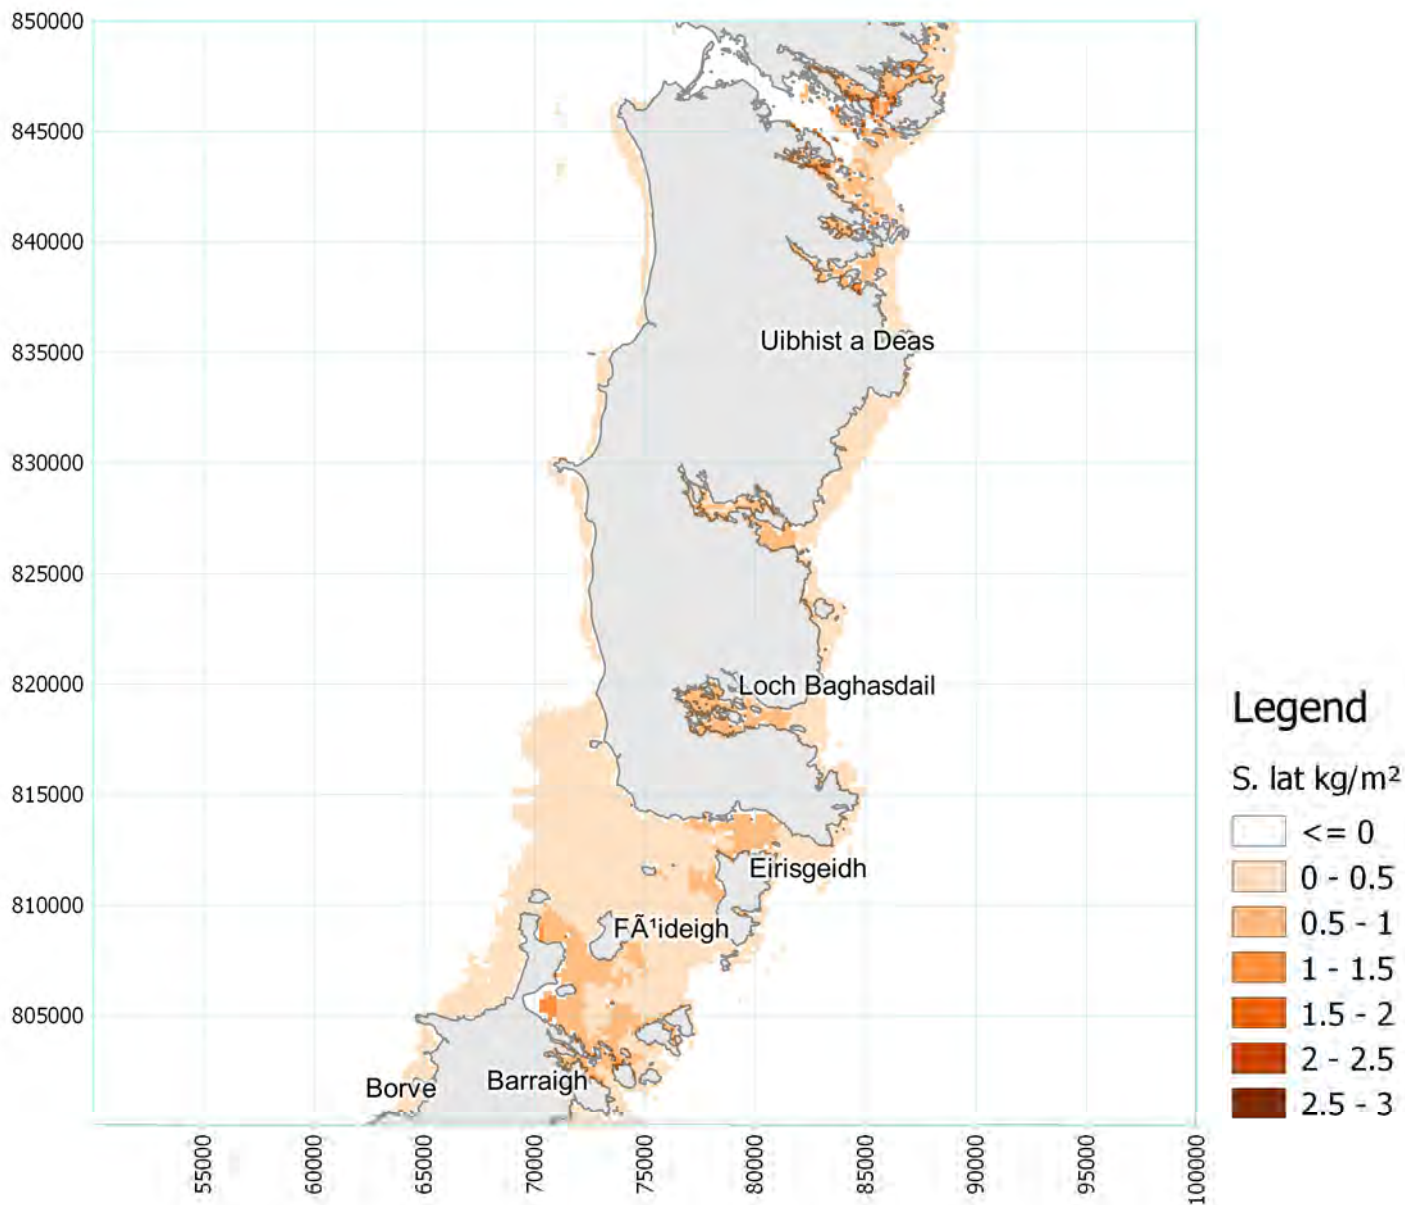 850000
845000
840000
835000
830000
825000
820000
815000
810000
805000
Uibhist a Deas
Loch Baghasdail
Eirisgeidh
FÃ¹ideigh
Barraigh
Borve
55000
60000
65000
70000
75000
80000
85000
90000
95000
100000
Legend
S. lat kg/m²
<= 0
0 - 0.5
0.5 - 1
1 - 1.5
1.5 - 2
2 - 2.5
2.5 - 3